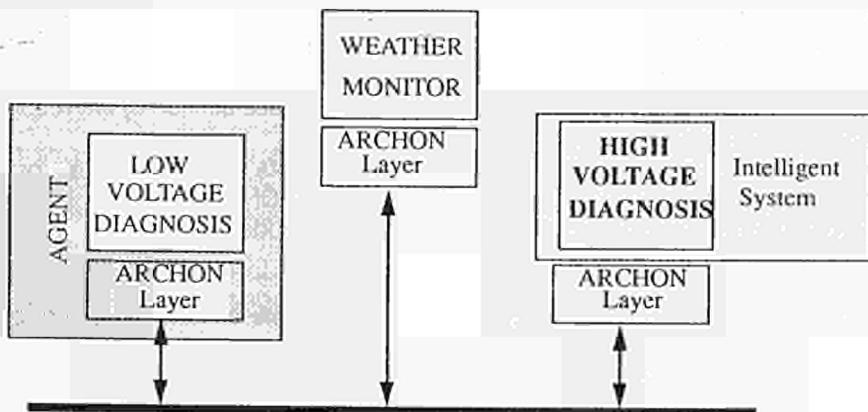 WEATHER
MONITOR
ARCHON
Layer
AGENT
LOW
VOLTAGE
DIAGNOSIS
ARCHON
Layer
HIGH
VOLTAGE
DIAGNOSIS
Intelligent
System
ARCHON
Layer